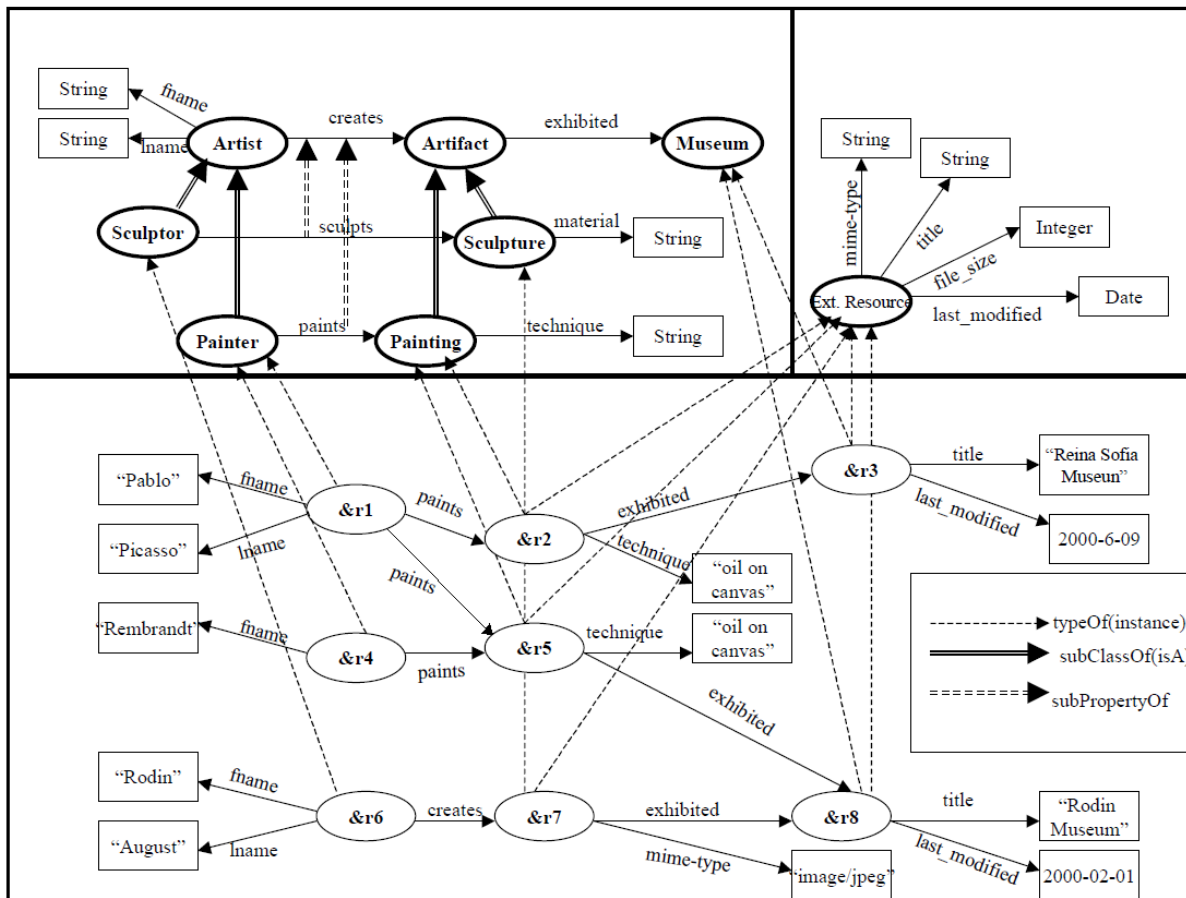 String
fname
String
lname
Artist
creates
Artifact
exhibited
Museum
Sculptor
sculpts
Sculpture
material
String
Painter
paints
Painting
technique
String
String
String
mime-type
title
Integer
file_size
Ext. Resource
last_modified
Date
“Pablo”
fname
&r1
“Picasso”
lname
paints
paints
&r2
exhibited
technique
“oil on
canvas”
&r3
title
“Reina Sofia
Museun”
last_modified
2000-6-09
“Rembrandt”
fname
&r4
paints
&r5
technique
“oil on
canvas”
exhibited
typeOf(instance)
subClassOf(isA)
subPropertyOf
“Rodin”
fname
&r6
“August”
lname
creates
&r7
exhibited
mime-type
“image/jpeg”
&r8
title
“Rodin
Museum”
last_modified
2000-02-01